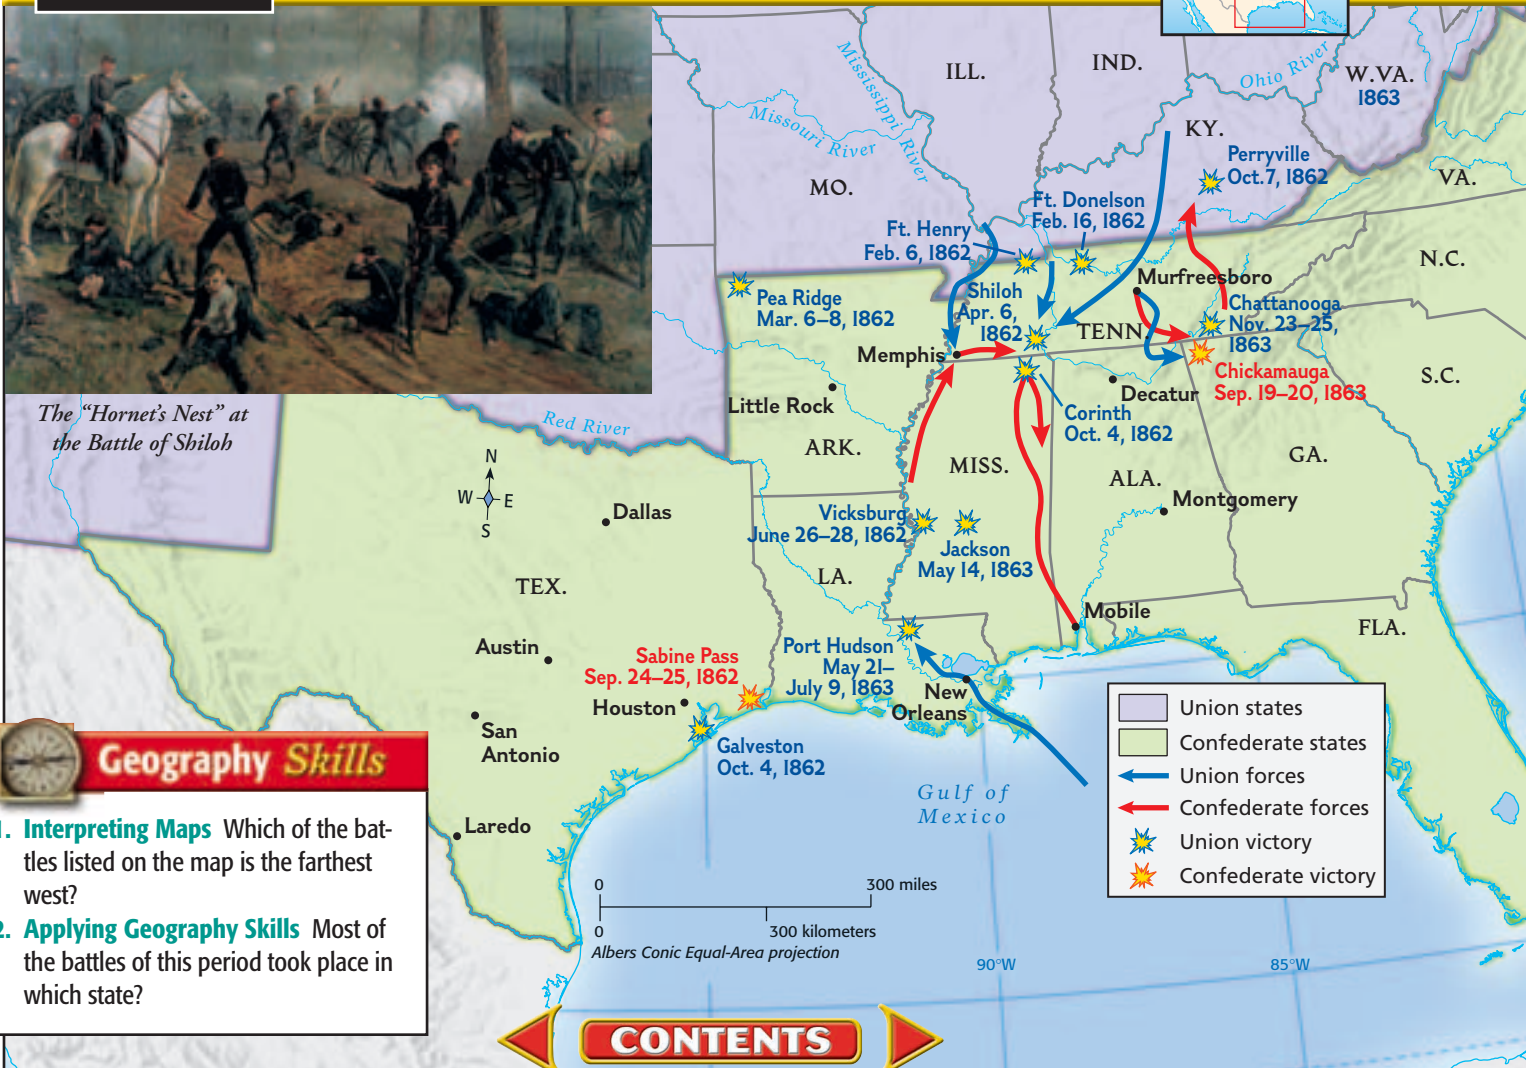 The "Hornet's Nest" at
the Battle of Shiloh
ILL.
IND.
Ohio River
W.VA.
1863
Mississippi River
Missouri River
KY.
MO.
VA.
Perryville
Oct.7, 1862
Ft. Donelson
Feb. 16, 1862
Ft. Henry
Feb. 6, 1862
N.C.
Murfreesboro
Pea Ridge
Mar. 6–8, 1862
Shiloh
Apr. 6,
1862
TENN.
Chattanooga
Nov. 23–25,
1863
Memphis
Chickamauga
Sep. 19–20, 1863
S.C.
Little Rock
Decatur
Corinth
Oct. 4, 1862
Red River
ARK.
MISS.
ALA.
GA.
N
W
E
S
Dallas
Montgomery
Vicksburg
June 26–28, 1862
Jackson
May 14, 1863
LA.
TEX.
Mobile
FLA.
Austin
Sabine Pass
Sep. 24–25, 1862
Port Hudson
May 21–
July 9, 1863
Houston
New
Orleans
San
Antonio
Galveston
Oct. 4, 1862
Gulf of
Mexico
Laredo
Union states
Confederate states
Union forces
Confederate forces
Union victory
Confederate victory
0
300 miles
0
300 kilometers
Albers Conic Equal-Area projection
90°W
85°W
Geography Skills
1. Interpreting Maps Which of the bat-
tles listed on the map is the farthest
west?
2. Applying Geography Skills Most of
the battles of this period took place in
which state?
CONTENTS